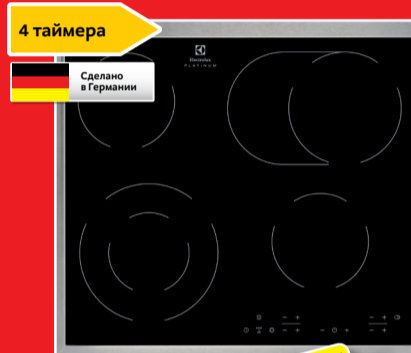 4 таймера
Electrolux
PLATINUM
Сделано
в Германии